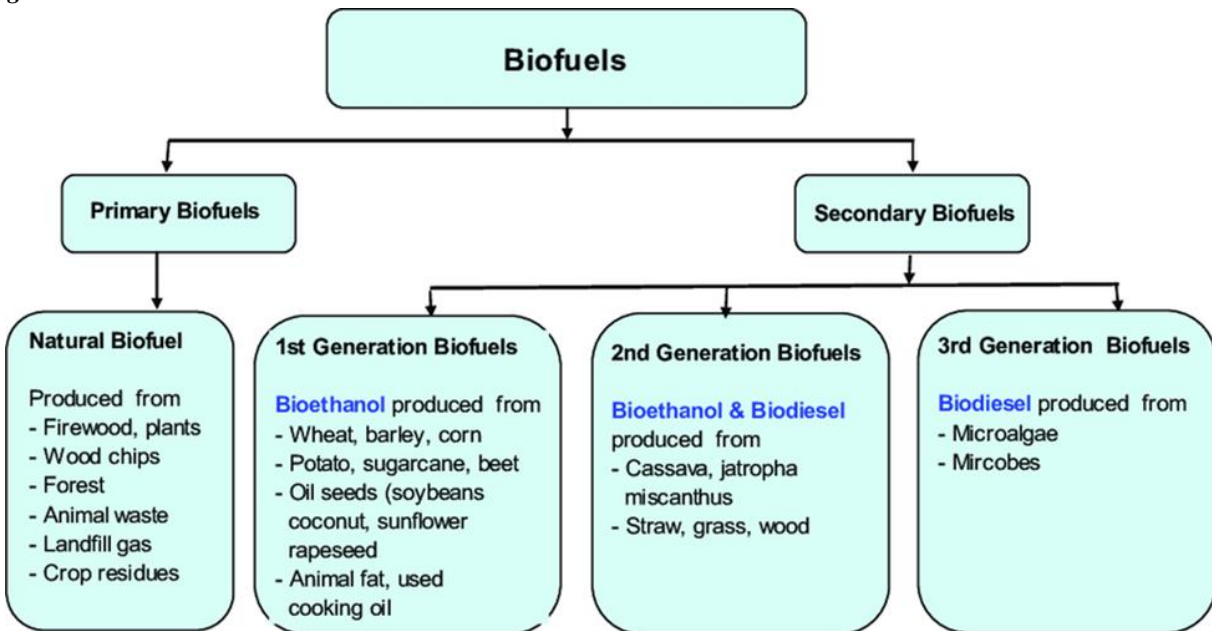 Biofuels
Primary Biofuels
Secondary Biofuels
Natural Biofuel
Produced from
- Firewood, plants
- Wood chips
- Forest
- Animal waste
- Landfill gas
- Crop residues
1st Generation Biofuels
Bioethanol produced from
- Wheat, barley, corn
- Potato, sugarcane, beet
- Oil seeds (soybeans
coconut, sunflower
rapeseed
- Animal fat, used
cooking oil
2nd Generation Biofuels
Bioethanol & Biodiesel
produced from
- Cassava, jatropha
miscanthus
- Straw, grass, wood
3rd Generation Biofuels
Biodiesel produced from
- Microalgae
- Mircobes